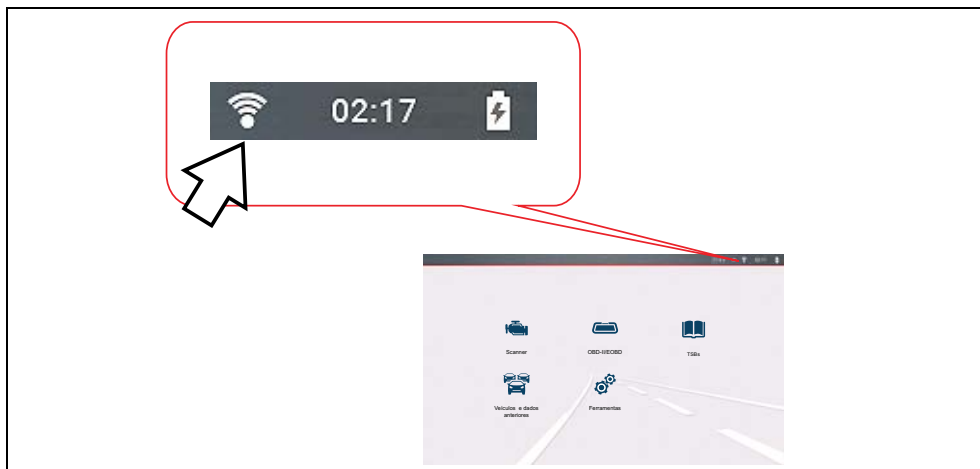 02:17
Scanner
OBD-II/EOBD
TSBs
Veículos e dados
anteriores
Ferramentas